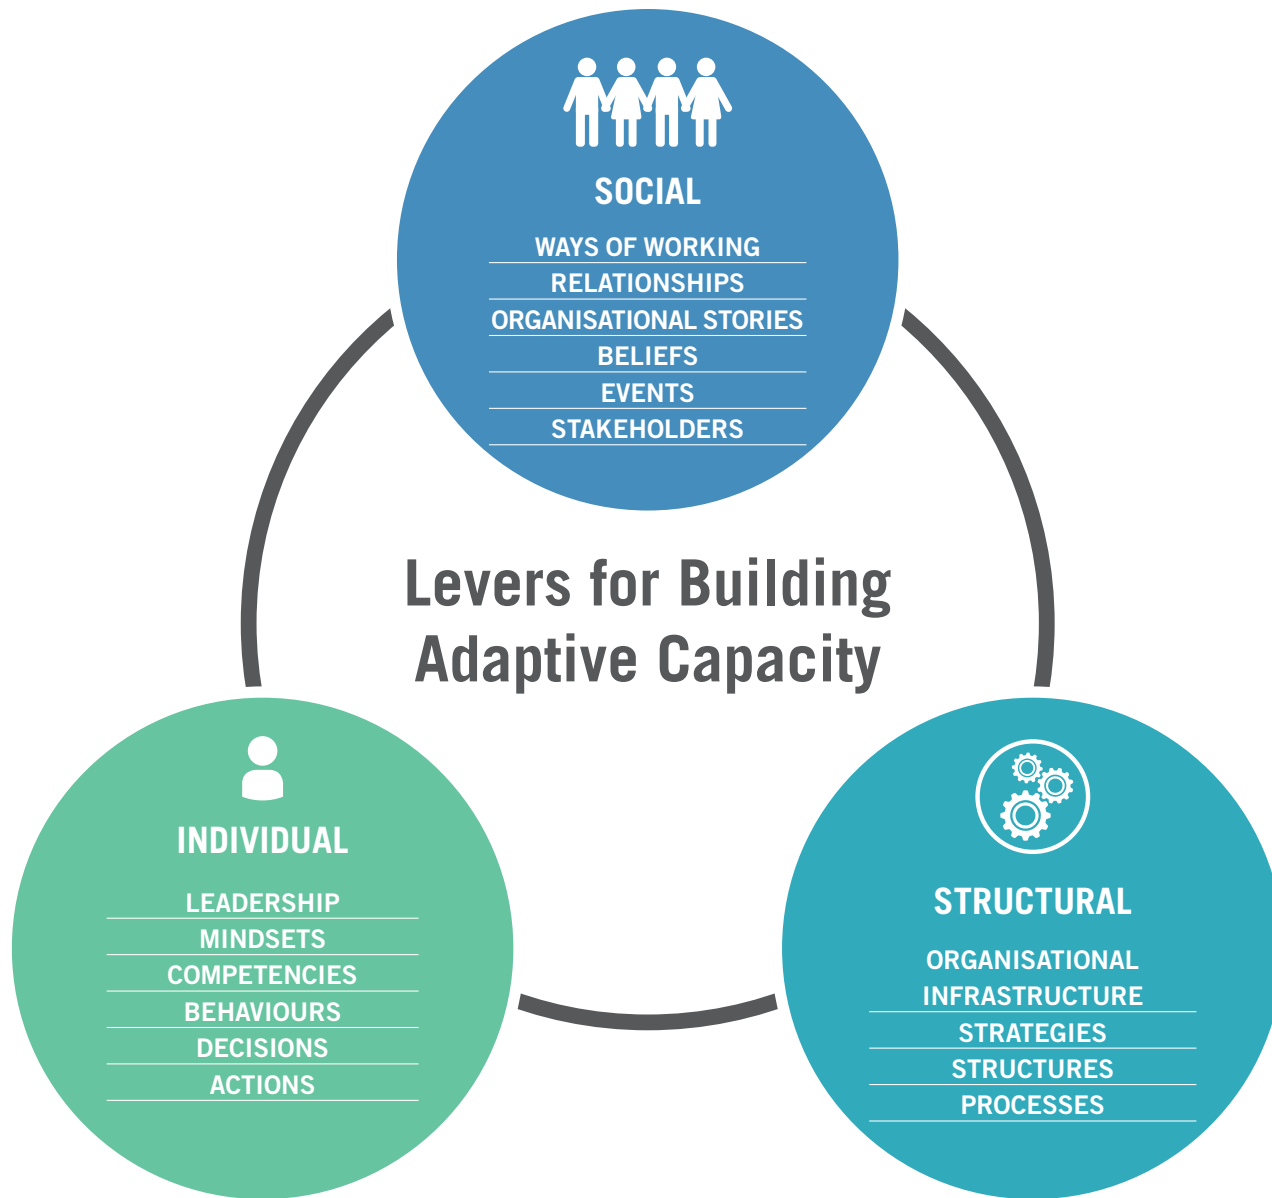 SOCIAL
WAYS OF WORKING
RELATIONSHIPS
ORGANISATIONAL STORIES
BELIEFS
EVENTS
STAKEHOLDERS
Levers for Building
Adaptive Capacity
INDIVIDUAL
LEADERSHIP
MINDSETS
COMPETENCIES
BEHAVIOURS
DECISIONS
ACTIONS
STRUCTURAL
ORGANISATIONAL
INFRASTRUCTURE
STRATEGIES
STRUCTURES
PROCESSES